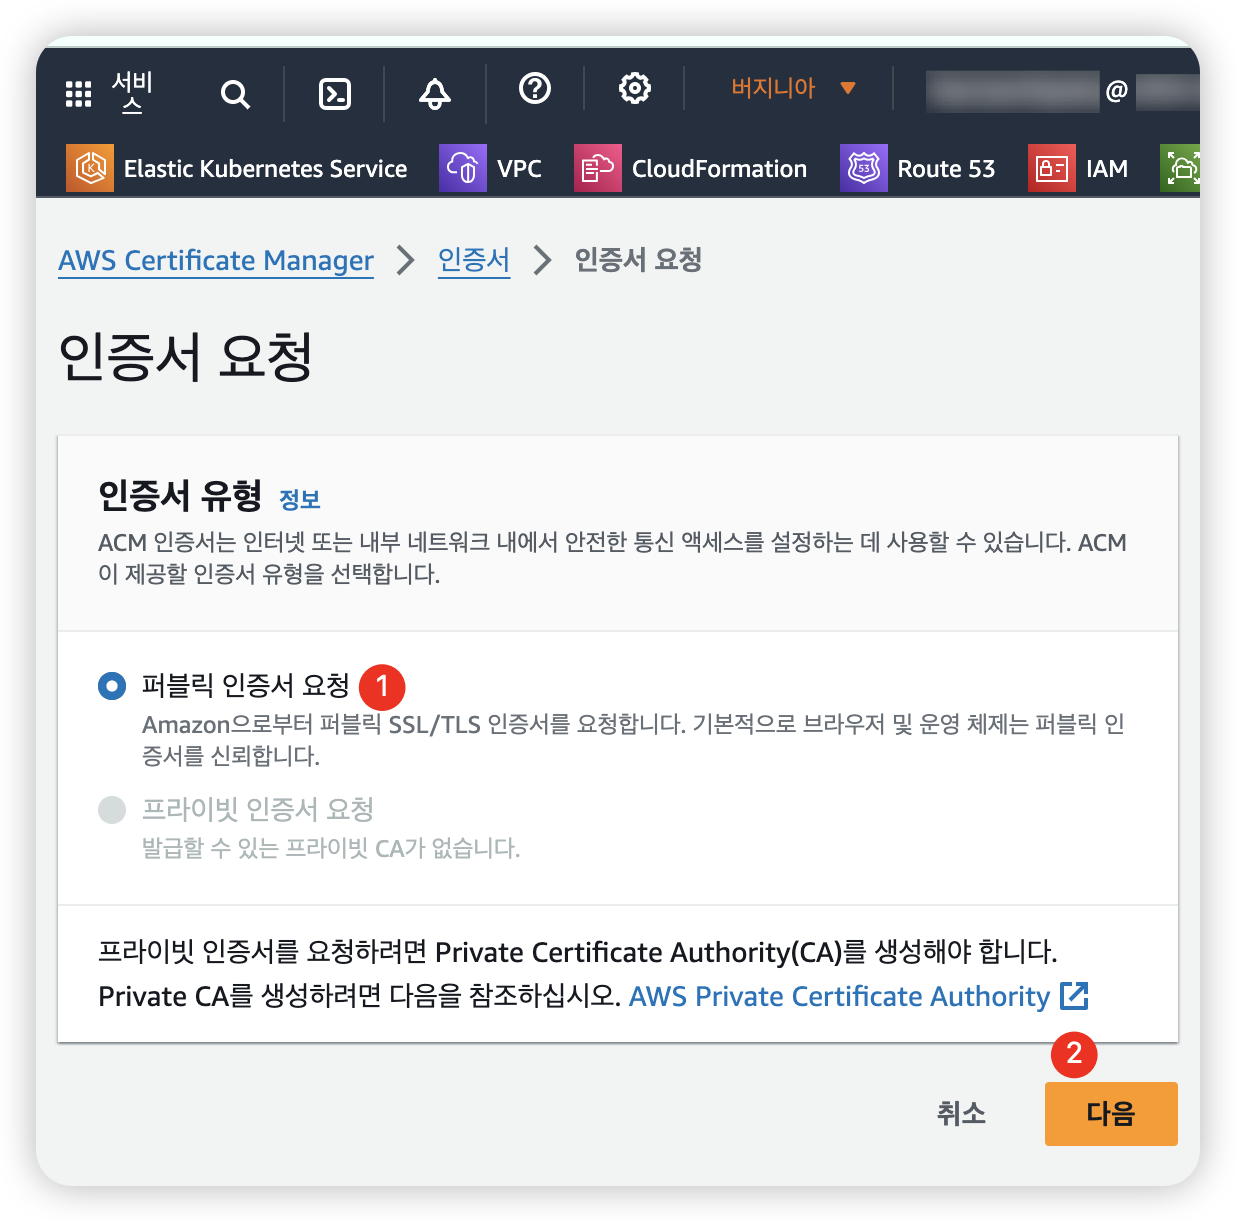 서비
스
버지니아
@
Elastic Kubernetes Service
VPC
CloudFormation
53
Route 53
IAM
AWS Certificate Manager
인증서
인증서 요청
인증서 요청
인증서 유형 정보
ACM 인증서는 인터넷 또는 내부 네트워크 내에서 안전한 통신 액세스를 설정하는 데 사용할 수 있습니다. ACM
이 제공할 인증서 유형을 선택합니다.
퍼블릭 인증서 요청 1
Amazon으로부터 퍼블릭 SSL/TLS 인증서를 요청합니다. 기본적으로 브라우저 및 운영 체제는 퍼블릭 인
증서를 신뢰합니다.
프라이빗 인증서 요청
발급할 수 있는 프라이빗 CA가 없습니다.
프라이빗 인증서를 요청하려면 Private Certificate Authority(CA)를 생성해야 합니다.
Private CA를 생성하려면 다음을 참조하십시오. AWS Private Certificate Authority
2
취소
다음